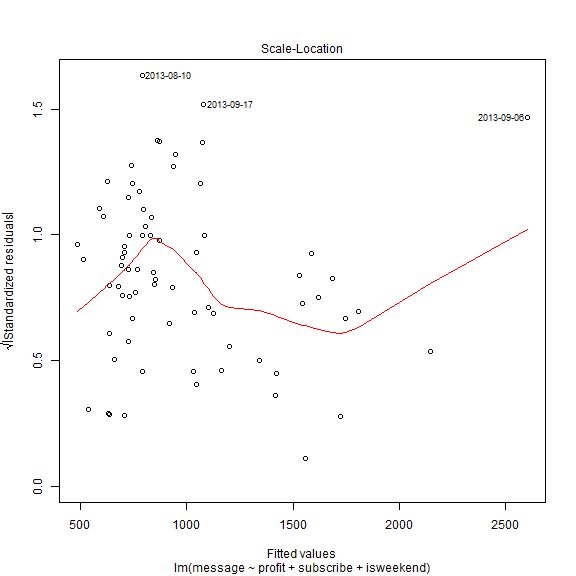 Scale-Location
2013-08-10
2013-09-17
2013-09-06
√|Standardized residuals|
1.5
1.0
0.5
0.0
500 1000 1500 2000 2500
Fitted values
lm(message ~ profit + subscribe + isweekend)